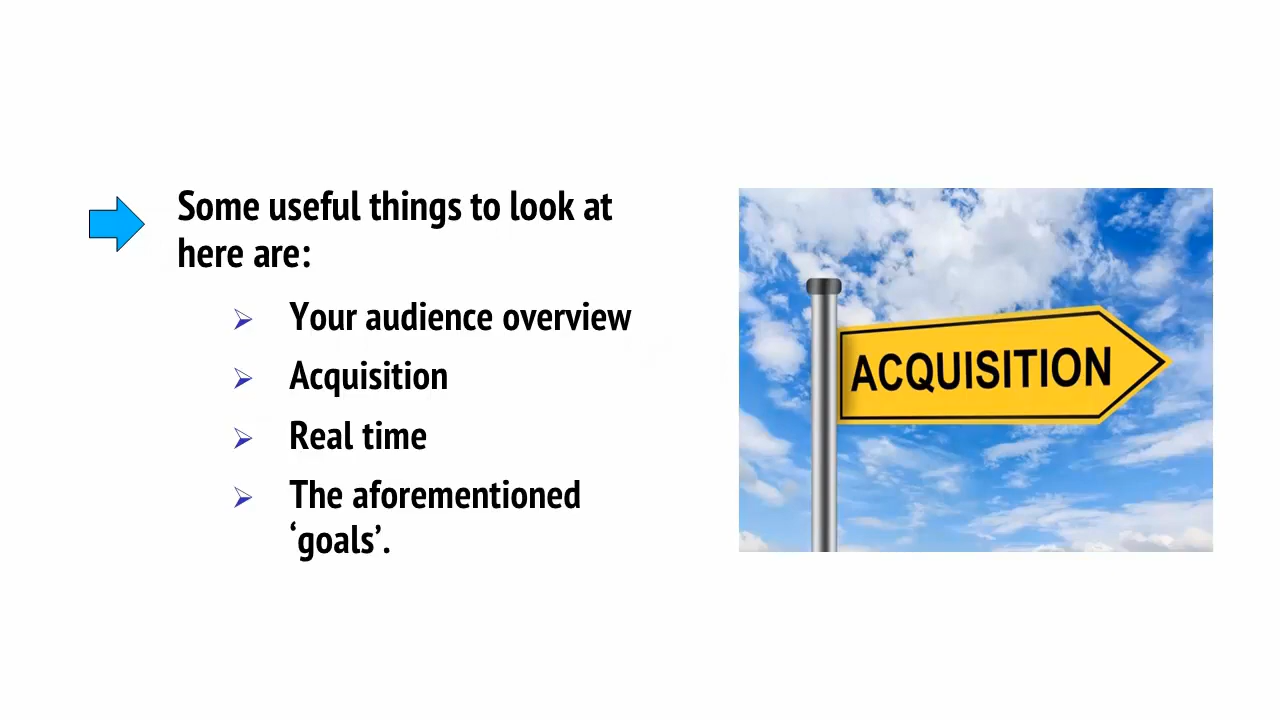 Some useful things to look at
here are:
Your audience overview
Acquisition
Real time
The aforementioned
‘goals’.
ACQUISITION